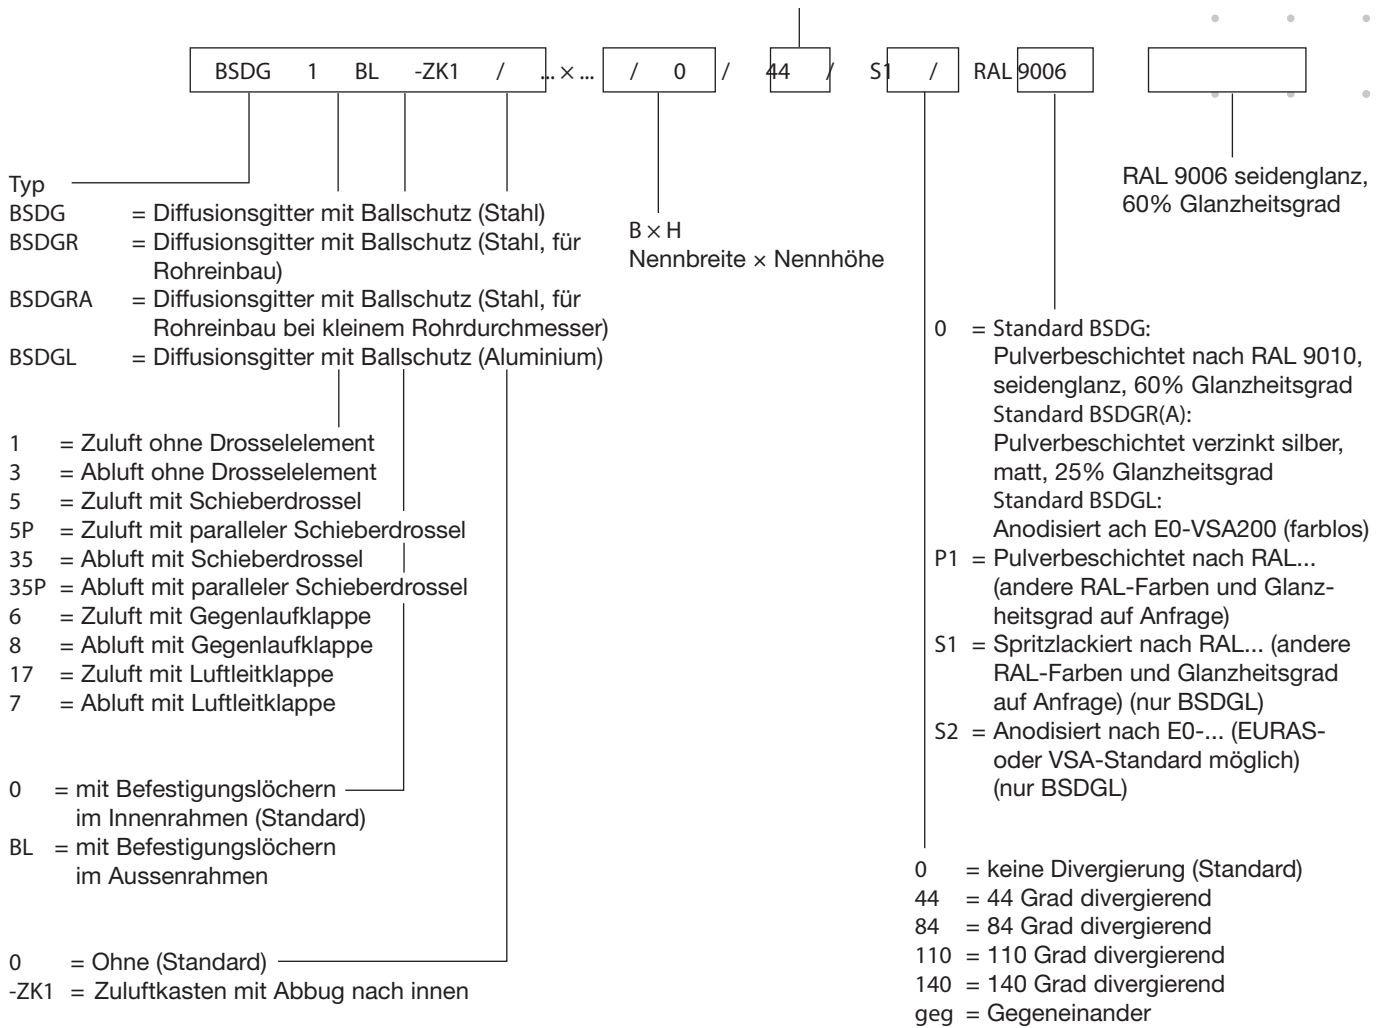 BSDG 1 BL -ZK1 / ... × ... / 0 / 44 / S1 / RAL 9006
Typ
BSDG = Diffusionsgitter mit Ballschutz (Stahl)
BSDGR = Diffusionsgitter mit Ballschutz (Stahl, für
Rohreinbau)
BSDGRA = Diffusionsgitter mit Ballschutz (Stahl, für
Rohreinbau bei kleinem Rohrdurchmesser)
BSDGL = Diffusionsgitter mit Ballschutz (Aluminium)
1 = Zuluft ohne Drosselelement
3 = Abluft ohne Drosselelement
5 = Zuluft mit Schieberdrossel
5P = Zuluft mit paralleler Schieberdrossel
35 = Abluft mit Schieberdrossel
35P = Abluft mit paralleler Schieberdrossel
6 = Zuluft mit Gegenlaufklappe
8 = Abluft mit Gegenlaufklappe
17 = Zuluft mit Luftleitklappe
7 = Abluft mit Luftleitklappe
0 = mit Befestigungslöchern
im Innenrahmen (Standard)
BL = mit Befestigungslöchern
im Aussenrahmen
0 = Ohne (Standard)
-ZK1 = Zuluftkasten mit Abbug nach innen
B × H
Nennbreite × Nennhöhe
RAL 9006 seidenglanz,
60% Glanzheitsgrad
0 = Standard BSDG:
Pulverbeschichtet nach RAL 9010,
seidenglanz, 60% Glanzheitsgrad
Standard BSDGR(A):
Pulverbeschichtet verzinkt silber,
matt, 25% Glanzheitsgrad
Standard BSDGL:
Anodisiert ach E0-VSA200 (farblos)
P1 = Pulverbeschichtet nach RAL...
(andere RAL-Farben und Glanz-
heitsgrad auf Anfrage)
S1 = Spritzlackiert nach RAL... (andere
RAL-Farben und Glanzheitsgrad
auf Anfrage) (nur BSDGL)
S2 = Anodisiert nach E0-... (EURAS-
oder VSA-Standard möglich)
(nur BSDGL)
0 = keine Divergierung (Standard)
44 = 44 Grad divergierend
84 = 84 Grad divergierend
110 = 110 Grad divergierend
140 = 140 Grad divergierend
geg = Gegeneinander